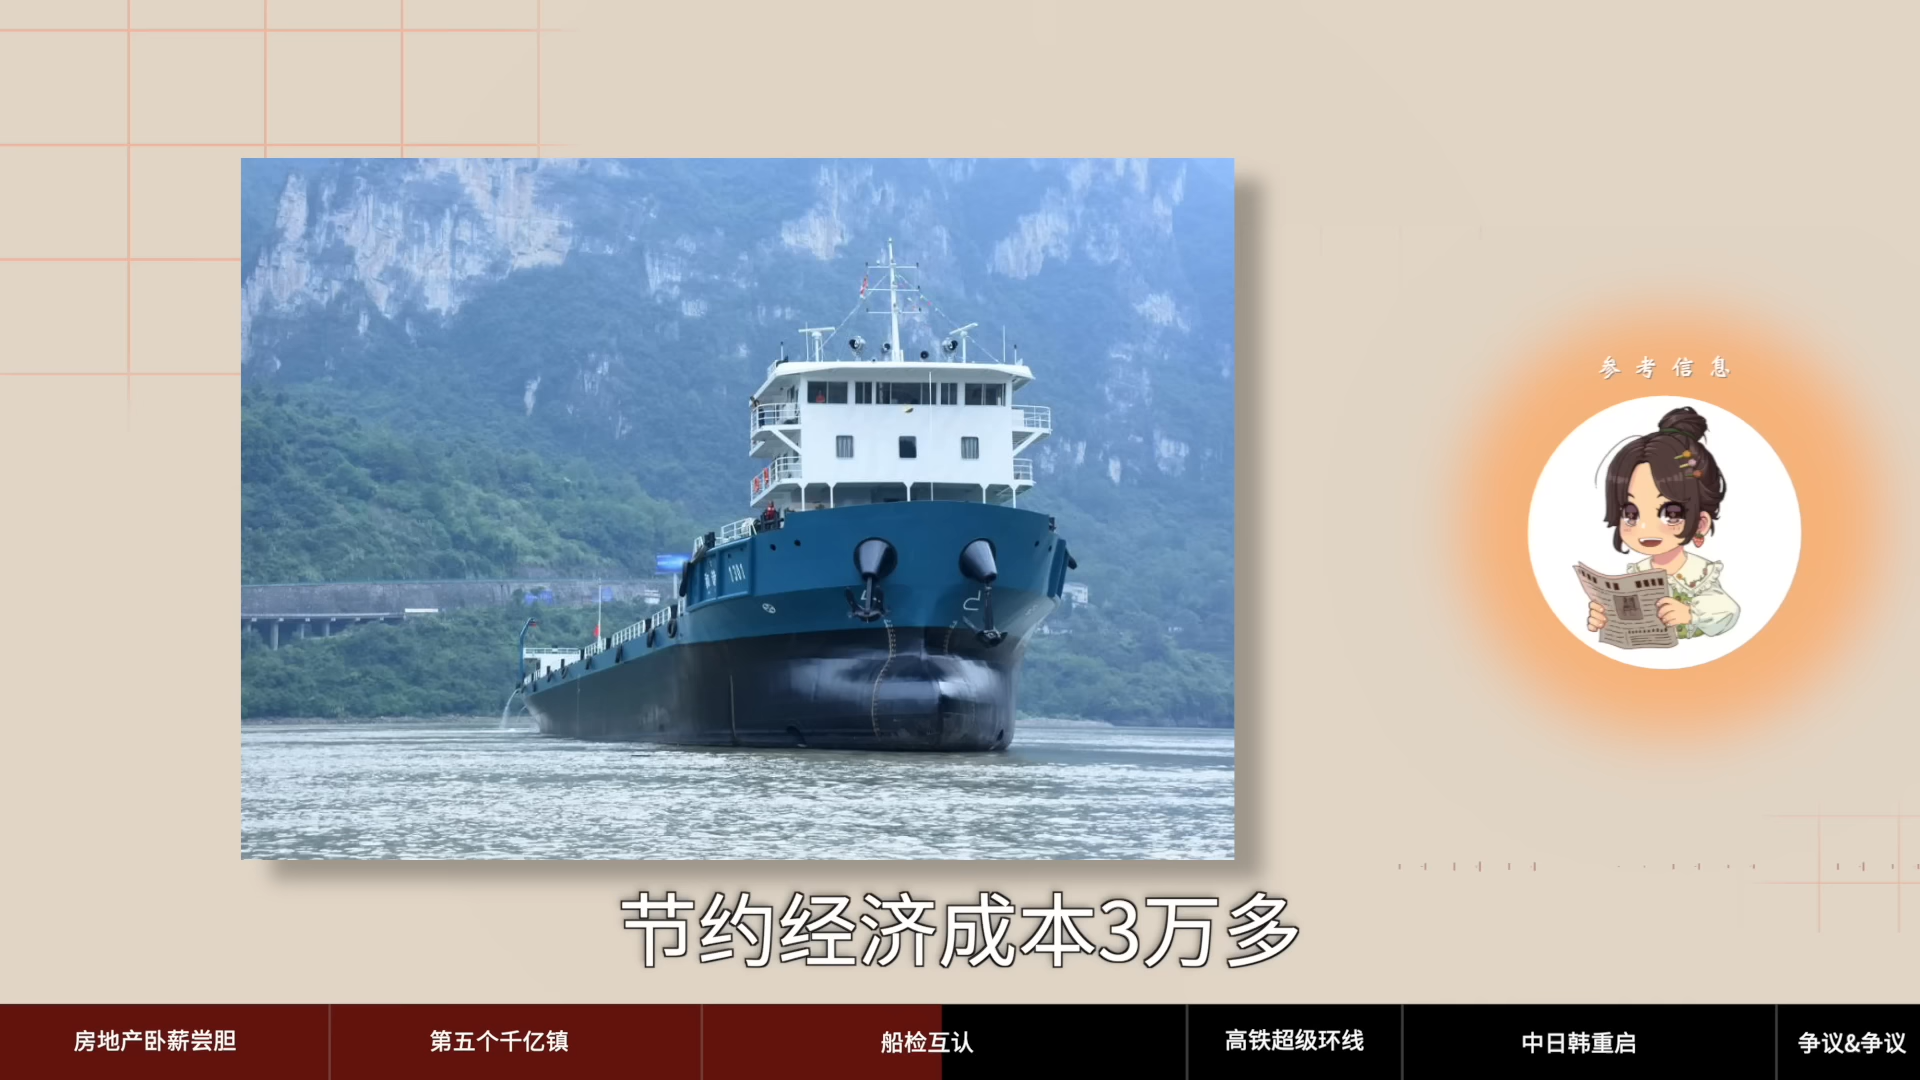 参考信息
1301
节约经济成本3万多
房地产卧薪尝胆
第五个千亿镇
船检互认
高铁超级环线
中日韩重启
争议&争议